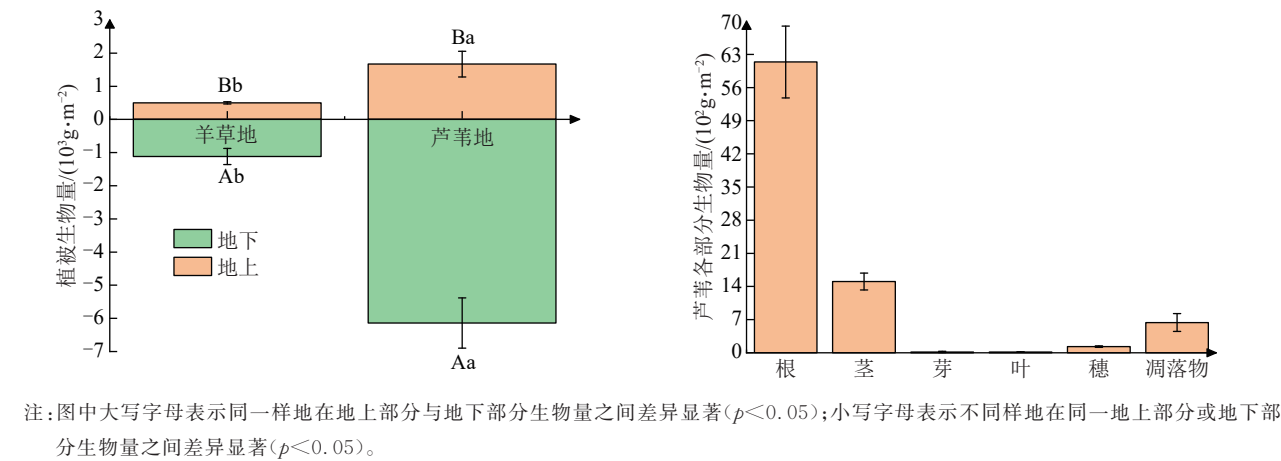 植被生物量/(10³g·m⁻²)
3
2
1
0
−1
−2
−3
−4
−5
−6
−7
Bb
羊草地
Ab
Ba
芦苇地
Aa
地下
地上
芦苇各部分生物量/(10²g·m⁻²)
70
63
56
49
42
35
28
21
14
7
0
根 茎 芽 叶 穗 凋落物
注:图中大写字母表示同一样地在地上部分与地下部分生物量之间差异显著(p<0.05);小写字母表示不同样地在同一地上部分或地下部
分生物量之间差异显著(p<0.05)。